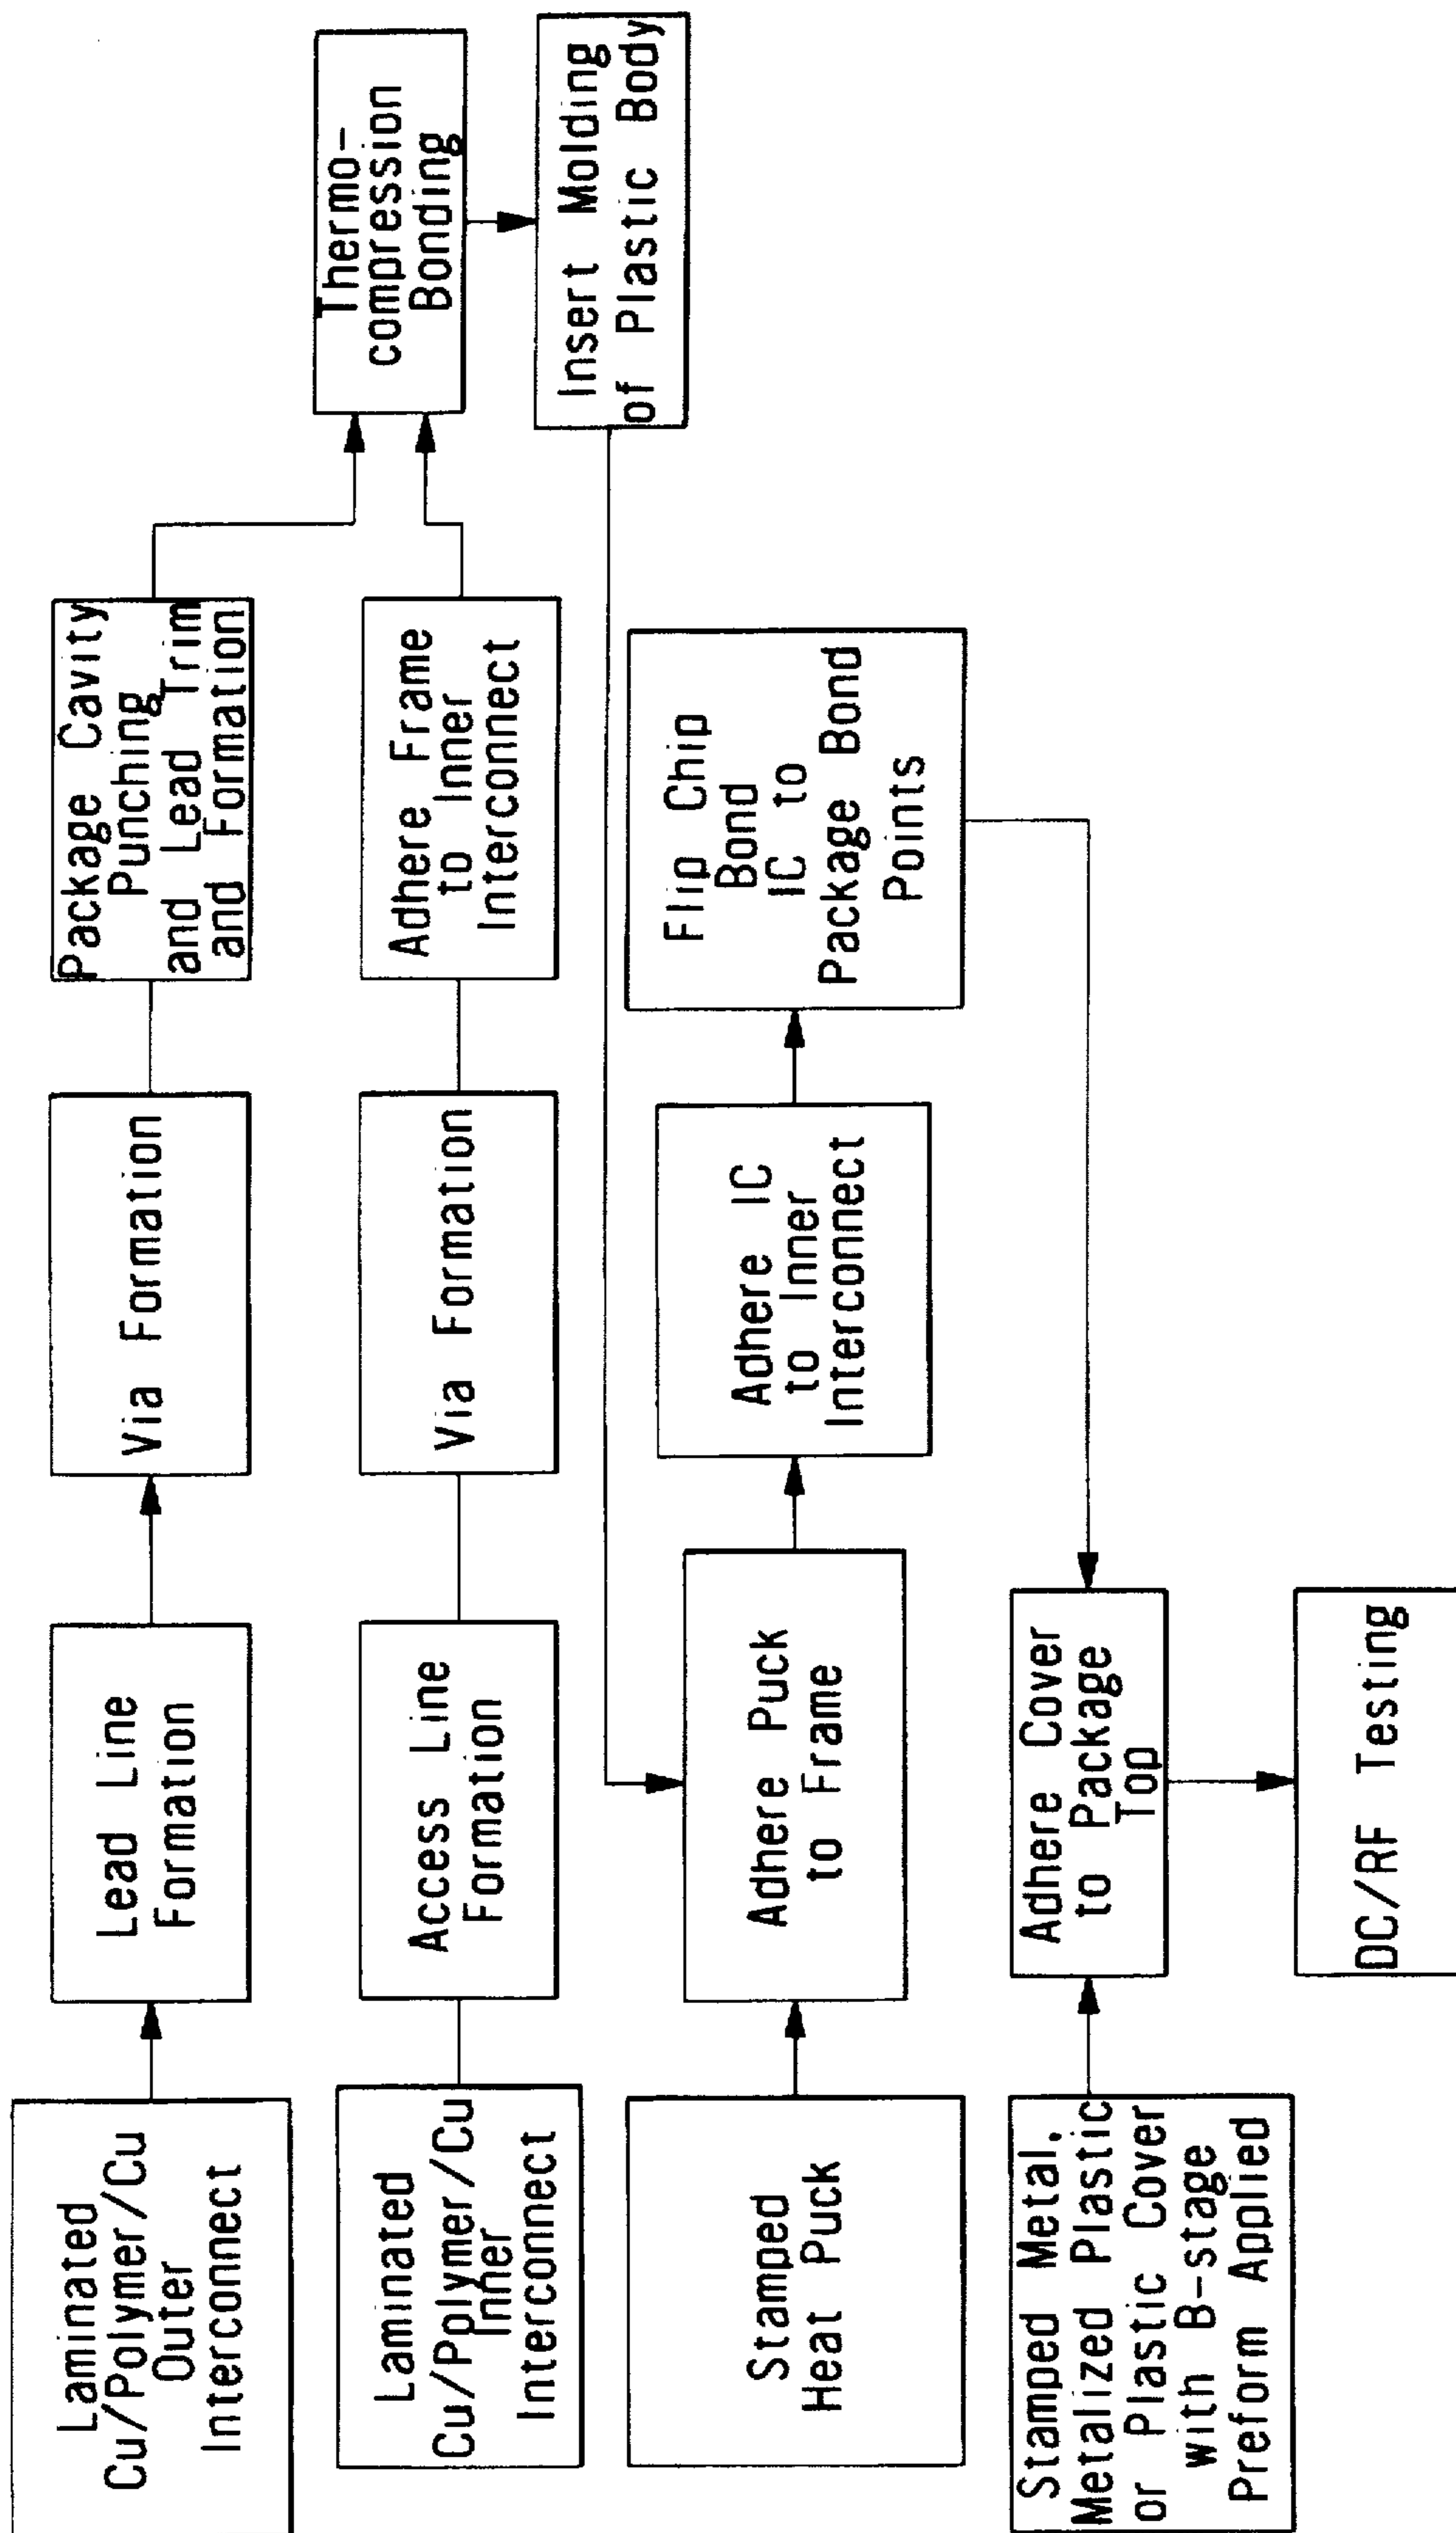 Laminated
Cu/Polymer/Cu
Outer
Interconnect
Lead Line
Formation
Via Formation
Package Cavity
Punching
and Lead Trim
and Formation
Thermo-
compression
Bonding
Laminated
Cu/Polymer/Cu
Inner
Interconnect
Access Line
Formation
Via Formation
Adhere Frame
to Inner
Interconnect
Insert Molding
of Plastic Body
Stamped
Heat Puck
Adhere Puck
to Frame
Adhere IC
to Inner
Interconnect
Flip Chip
Bond
IC to
Package Bond
Points
Stamped Metal,
Metalized Plastic
or Plastic Cover
with B-stage
Preform Applied
Adhere Cover
to Package
Top
DC/RF Testing